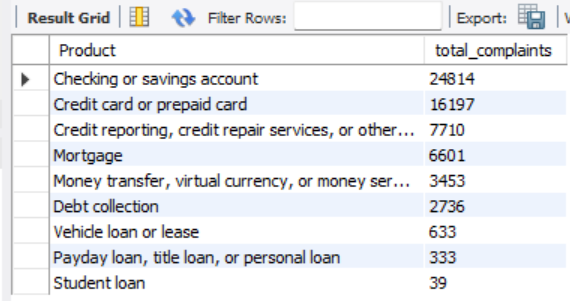 Result Grid Filter Rows: Export:
Product total_complaints
Checking or savings account 24814
Credit card or prepaid card 16197
Credit reporting, credit repair services, or other... 7710
Mortgage 6601
Money transfer, virtual currency, or money ser... 3453
Debt collection 2736
Vehicle loan or lease 633
Payday loan, title loan, or personal loan 333
Student loan 39